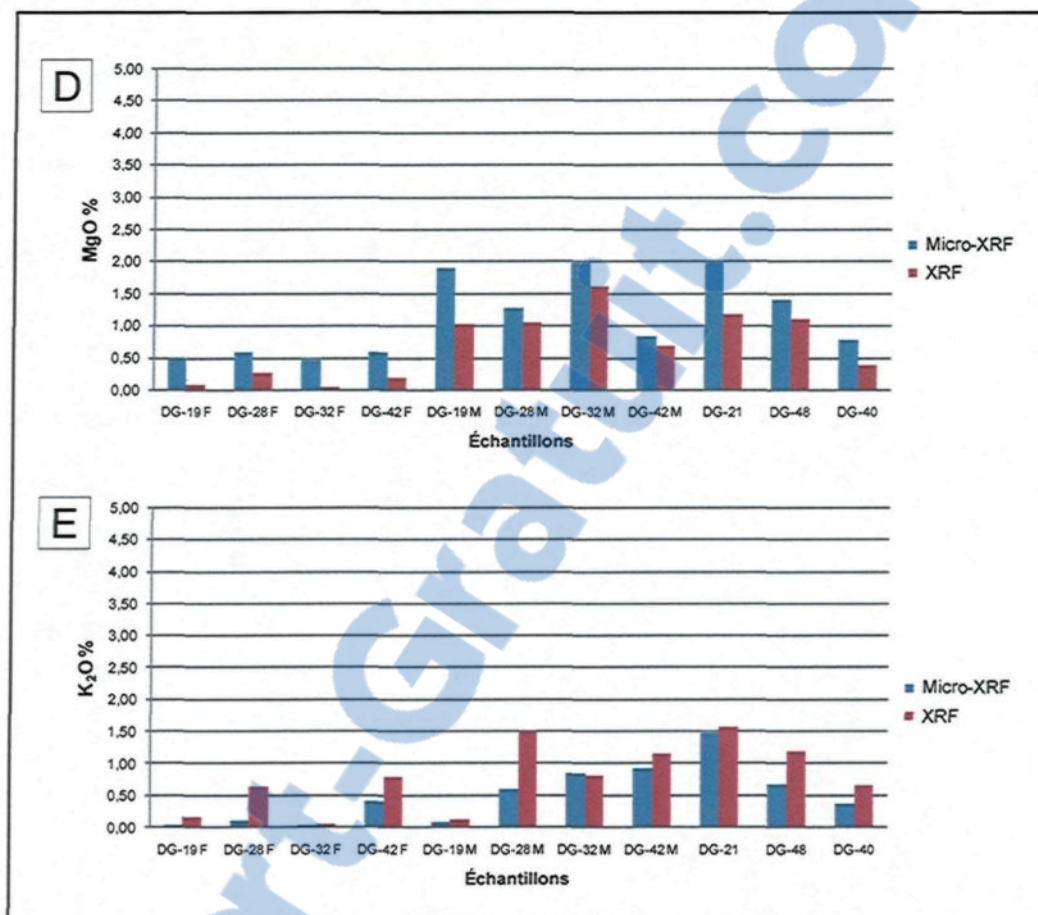 D
5,00
4,50
4,00
3,50
3,00
2,50
2,00
1,50
1,00
0,50
0,00
MgO %
DG-19 F DG-28 F DG-32 F DG-42 F DG-19 M DG-28 M DG-32 M DG-42 M DG-21 DG-48 DG-40
Échantillons
Micro-XRF
XRF
E
5,00
4,50
4,00
3,50
3,00
2,50
2,00
1,50
1,00
0,50
0,00
K₂O%
DG-19 F DG-28 F DG-32 F DG-42 F DG-19 M DG-28 M DG-32 M DG-42 M DG-21 DG-48 DG-40
Échantillons
Micro-XRF
XRF
rt-Gratuit.co